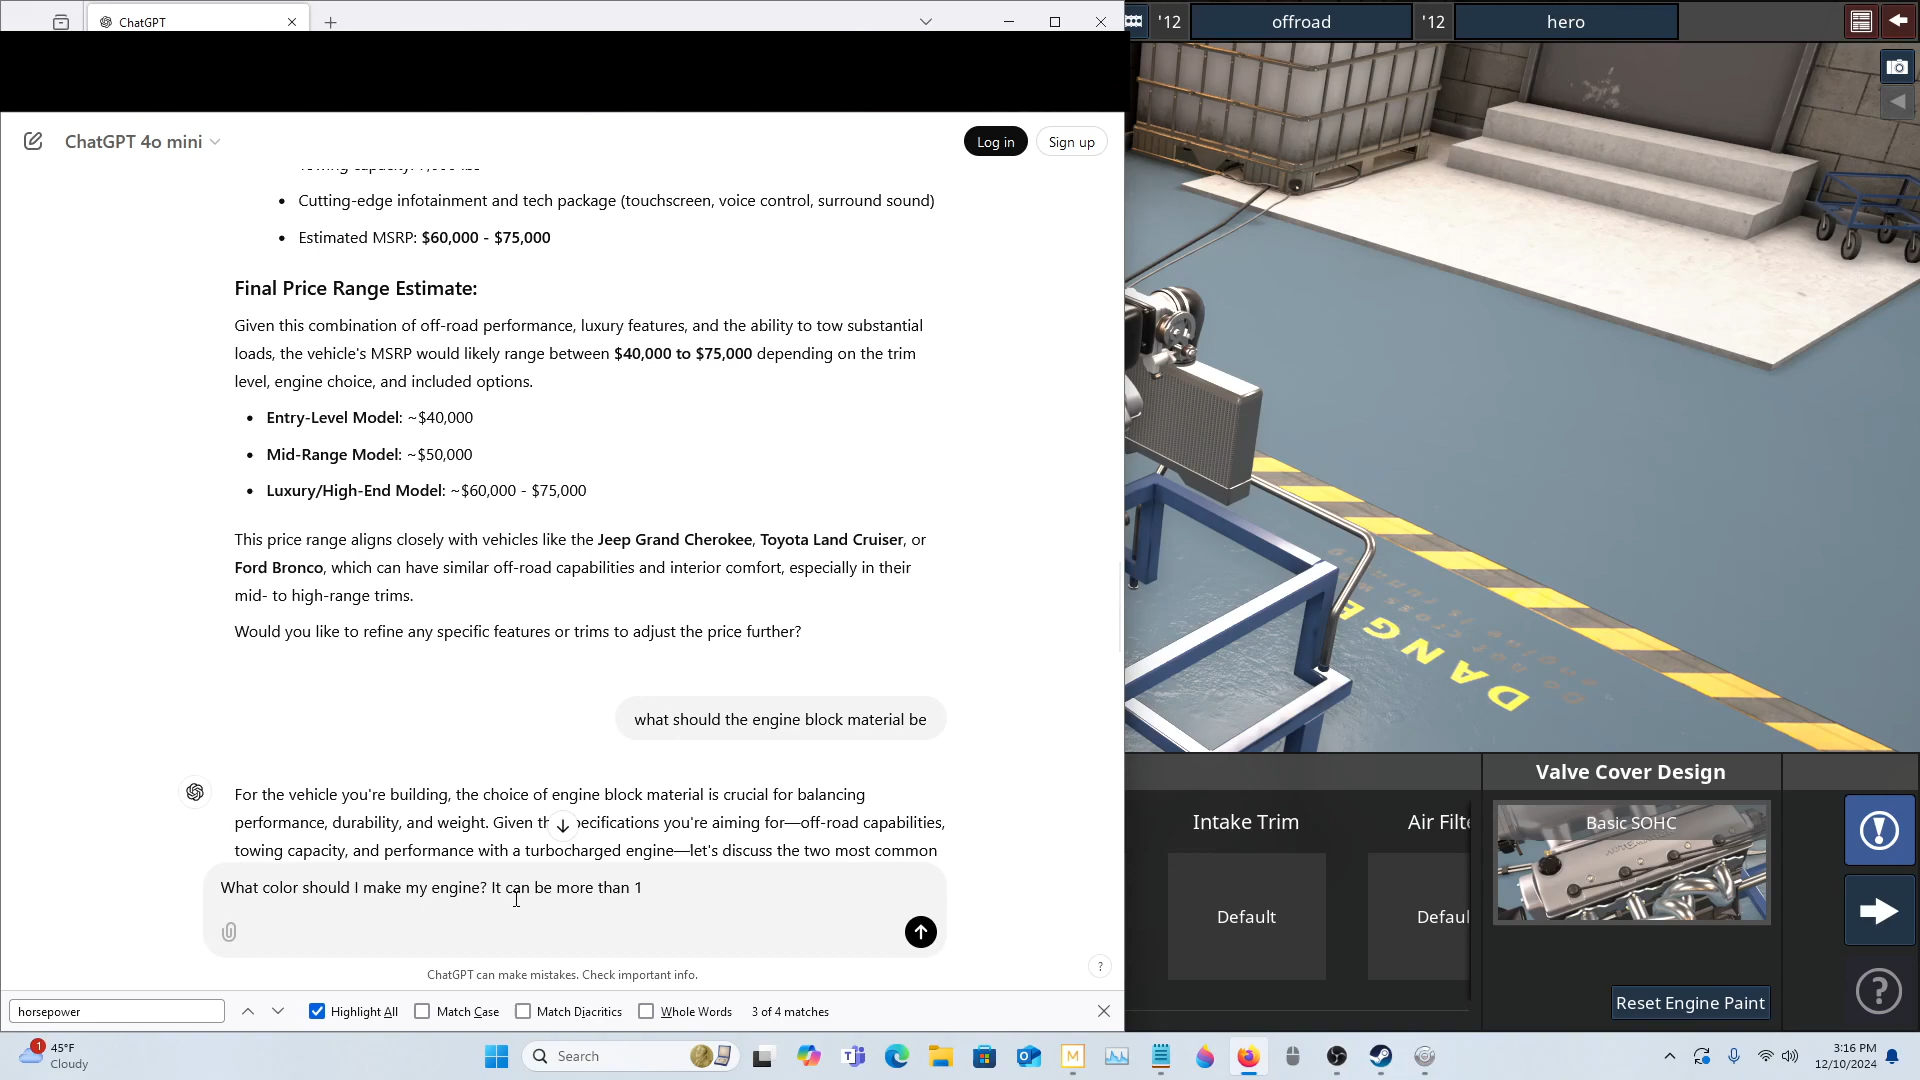 ChatGPT
'12
offroad
'12
hero
ChatGPT 4o mini
Log in
Sign up
Cutting-edge infotainment and tech package (touchscreen, voice control, surround sound)
Estimated MSRP: $60,000 - $75,000
Final Price Range Estimate:
Given this combination of off-road performance, luxury features, and the ability to tow substantial
loads, the vehicle's MSRP would likely range between $40,000 to $75,000 depending on the trim
level, engine choice, and included options.
Entry-Level Model: ~$40,000
Mid-Range Model: ~$50,000
Luxury/High-End Model: ~$60,000 - $75,000
This price range aligns closely with vehicles like the Jeep Grand Cherokee, Toyota Land Cruiser, or
Ford Bronco, which can have similar off-road capabilities and interior comfort, especially in their
mid- to high-range trims.
Would you like to refine any specific features or trims to adjust the price further?
what should the engine block material be
For the vehicle you're building, the choice of engine block material is crucial for balancing
performance, durability, and weight. Given th pecifications you're aiming for—off-road capabilities,
towing capacity, and performance with a turbocharged engine—let's discuss the two most common
What color should I make my engine? It can be more than 1
ChatGPT can make mistakes. Check important info.
?
horsepower
Highlight All
Match Case
Match Diacritics
Whole Words
3 of 4 matches
DANGE
Valve Cover Design
Intake Trim
Air Filte
Basic SOHC
Default
Defaul
Reset Engine Paint
1
45°F
Cloudy
Search
3:16 PM
12/10/2024